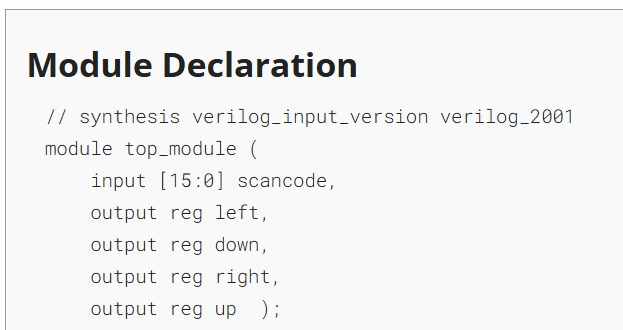 Module Declaration
// synthesis verilog_input_version verilog_2001
module top_module (
    input [15:0] scancode,
    output reg left,
    output reg down,
    output reg right,
    output reg up  );